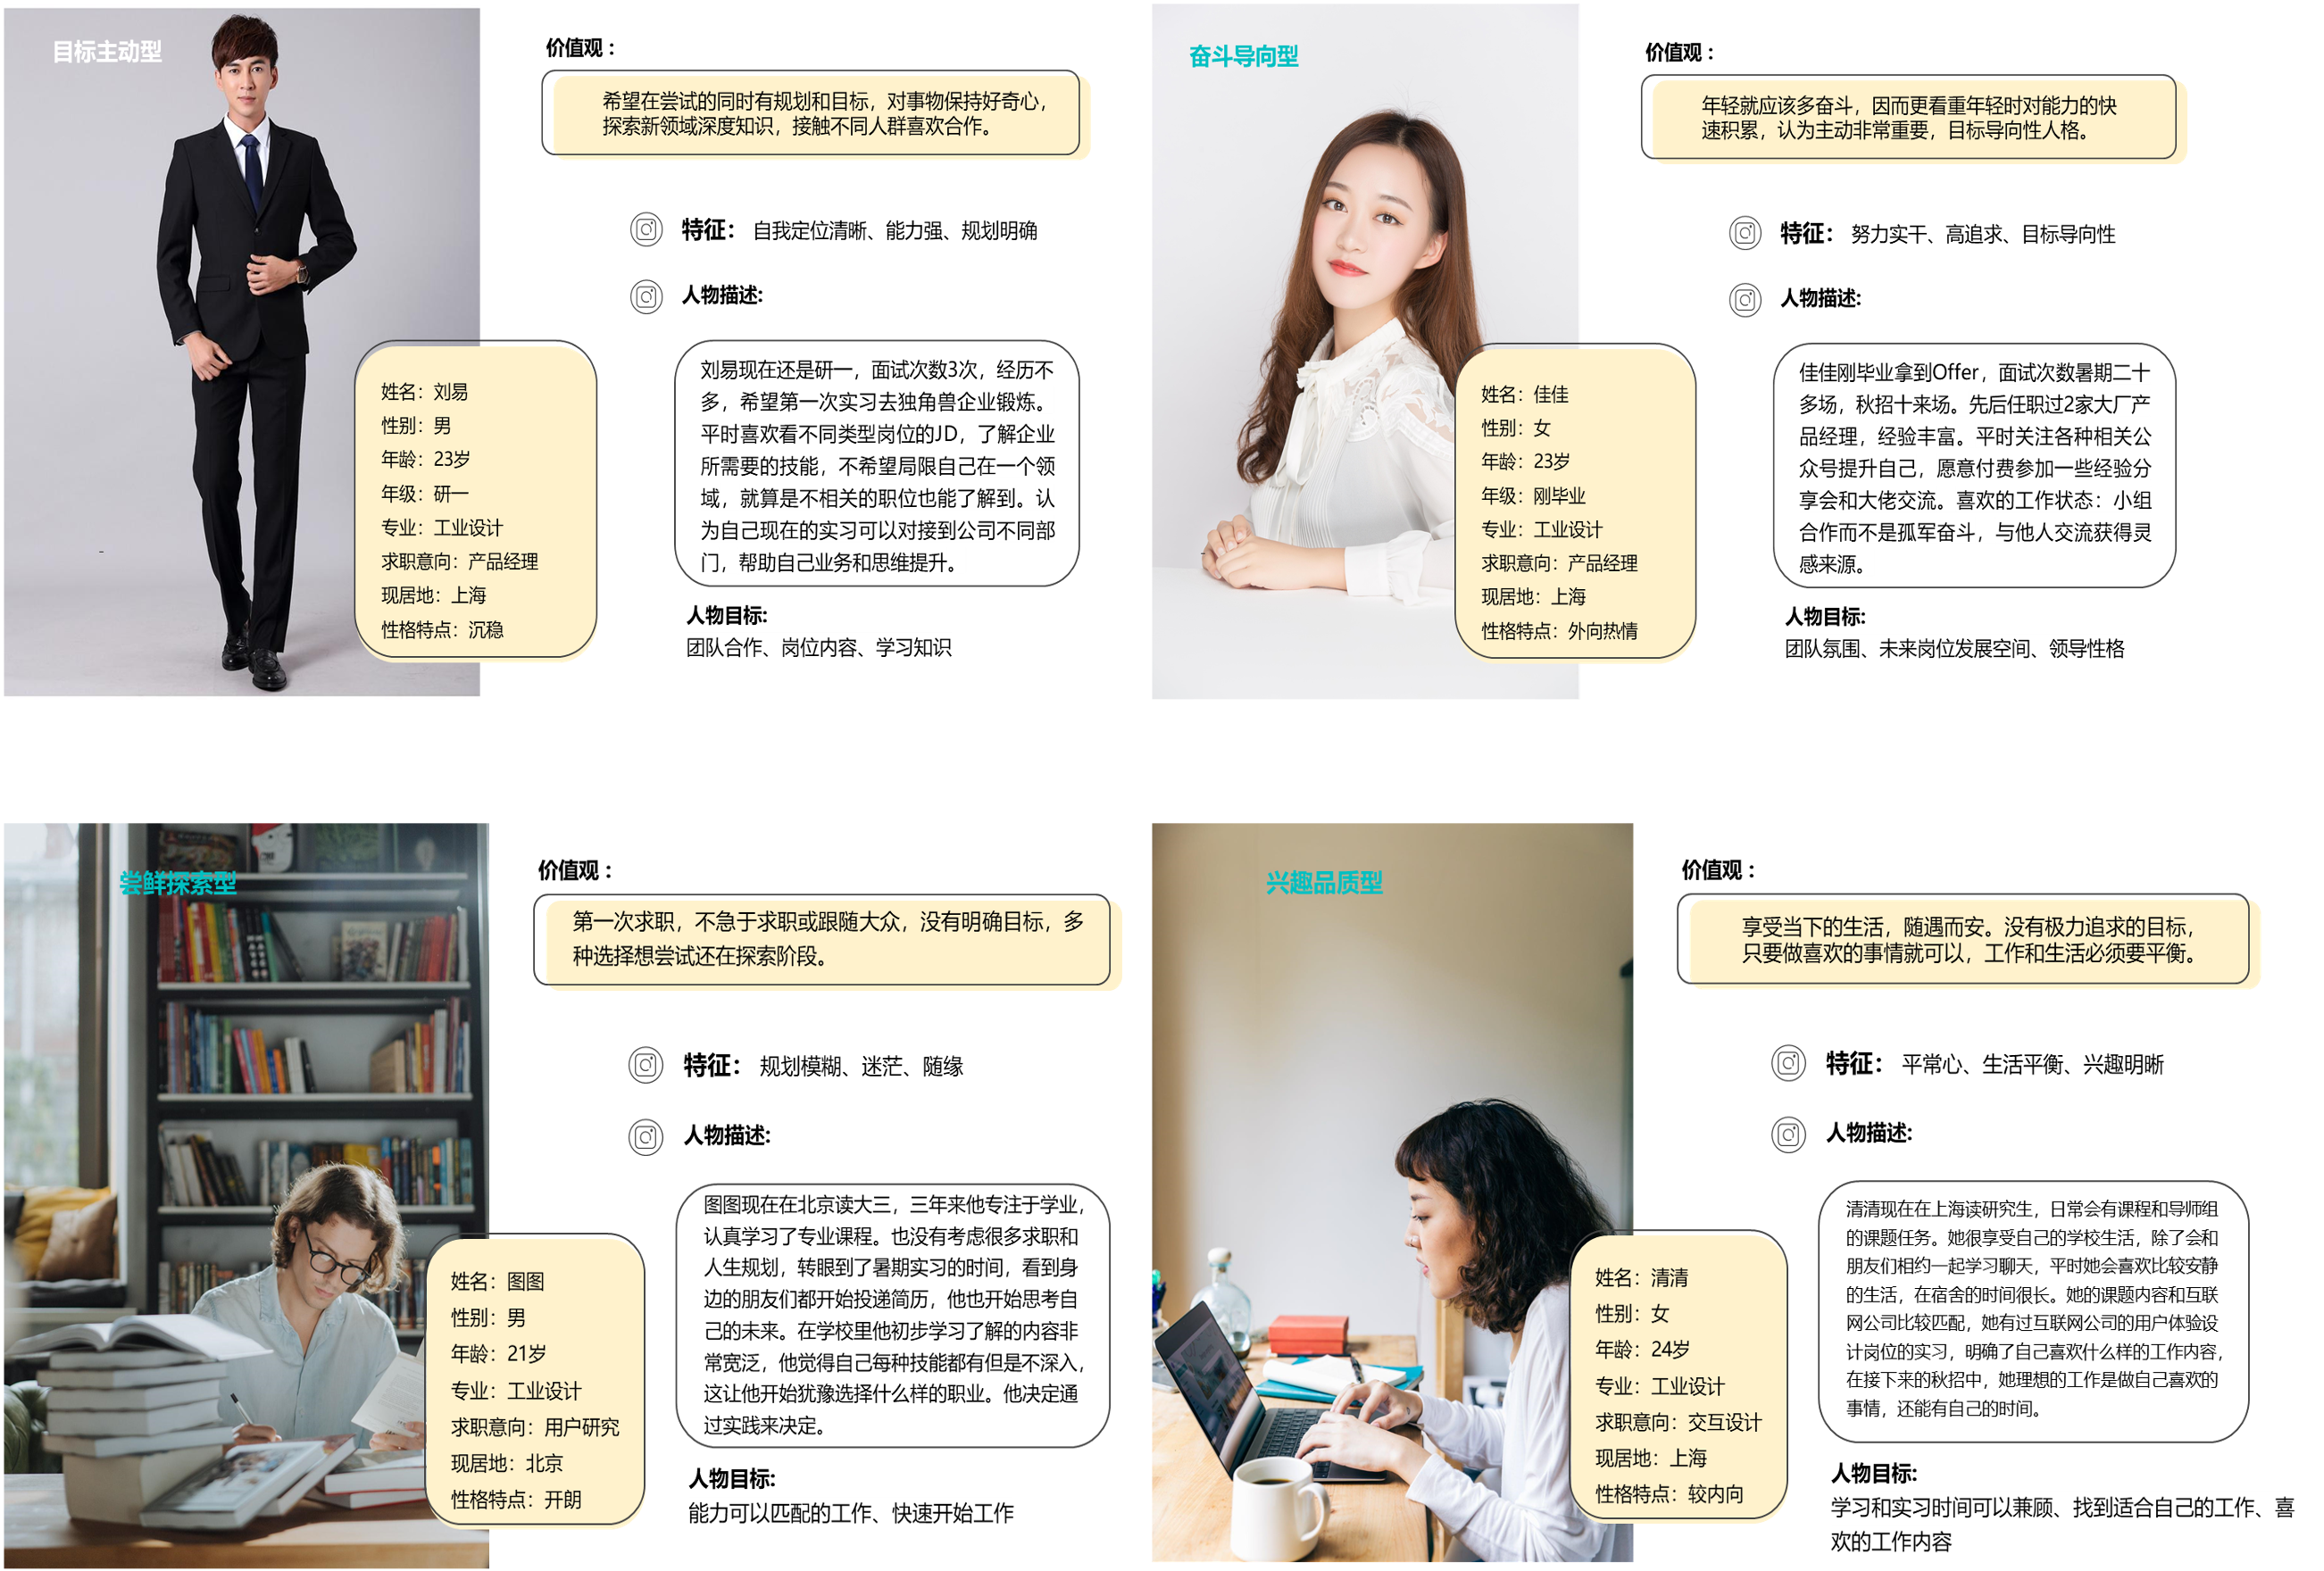 目标主动型
价值观：
希望在尝试的同时有规划和目标，对事物保持好奇心，
探索新领域深度知识，接触不同人群喜欢合作。
特征： 自我定位清晰、能力强、规划明确
人物描述:
刘易现在还是研一，面试次数3次，经历不
多，希望第一次实习去独角兽企业锻炼。
平时喜欢看不同类型岗位的JD，了解企业
所需要的技能，不希望局限自己在一个领
域，就算是不相关的职位也能了解到。认
为自己现在的实习可以对接到公司不同部
门，帮助自己业务和思维提升。
姓名：刘易
性别：男
年龄：23岁
年级：研一
专业：工业设计
求职意向：产品经理
现居地：上海
性格特点：沉稳
人物目标:
团队合作、岗位内容、学习知识
奋斗导向型
价值观：
年轻就应该多奋斗，因而更看重年轻时对能力的快
速积累，认为主动非常重要，目标导向性人格。
特征： 努力实干、高追求、目标导向性
人物描述:
佳佳刚毕业拿到Offer，面试次数暑期二十
多场，秋招十来场。先后任职过2家大厂产
品经理，经验丰富。平时关注各种相关公
众号提升自己，愿意付费参加一些经验分
享会和大佬交流。喜欢的工作状态：小组
合作而不是孤军奋斗，与他人交流获得灵
感来源。
姓名：佳佳
性别：女
年龄：23岁
年级：刚毕业
专业：工业设计
求职意向：产品经理
现居地：上海
性格特点：外向热情
人物目标:
团队氛围、未来岗位发展空间、领导性格
尝鲜探索型
价值观：
第一次求职，不急于求职或跟随大众，没有明确目标，多
种选择想尝试还在探索阶段。
特征： 规划模糊、迷茫、随缘
人物描述:
图图现在在北京读大三，三年来他专注于学业，
认真学习了专业课程。也没有考虑很多求职和
人生规划，转眼到了暑期实习的时间，看到身
边的朋友们都开始投递简历，他也开始思考自
己的未来。在学校里他初步学习了解的内容非
常宽泛，他觉得自己每种技能都有但是不深入，
这让他开始犹豫选择什么样的职业。他决定通
过实践来决定。
姓名：图图
性别：男
年龄：21岁
专业：工业设计
求职意向：用户研究
现居地：北京
性格特点：开朗
人物目标:
能力可以匹配的工作、快速开始工作
兴趣品质型
价值观：
享受当下的生活，随遇而安。没有极力追求的目标，
只要做喜欢的事情就可以，工作和生活必须要平衡。
特征： 平常心、生活平衡、兴趣明晰
人物描述:
清清现在在上海读研究生，日常会有课程和导师组
的课题任务。她很享受自己的学校生活，除了会和
朋友们相约一起学习聊天，平时她会喜欢比较安静
的生活，在宿舍的时间很长。她的课题内容和互联
网公司比较匹配，她有过互联网公司的用户体验设
计岗位的实习，明确了自己喜欢什么样的工作内容，
在接下来的秋招中，她理想的工作是做自己喜欢的
事情，还能有自己的时间。
姓名：清清
性别：女
年龄：24岁
专业：工业设计
求职意向：交互设计
现居地：上海
性格特点：较内向
人物目标:
学习和实习时间可以兼顾、找到适合自己的工作、喜
欢的工作内容